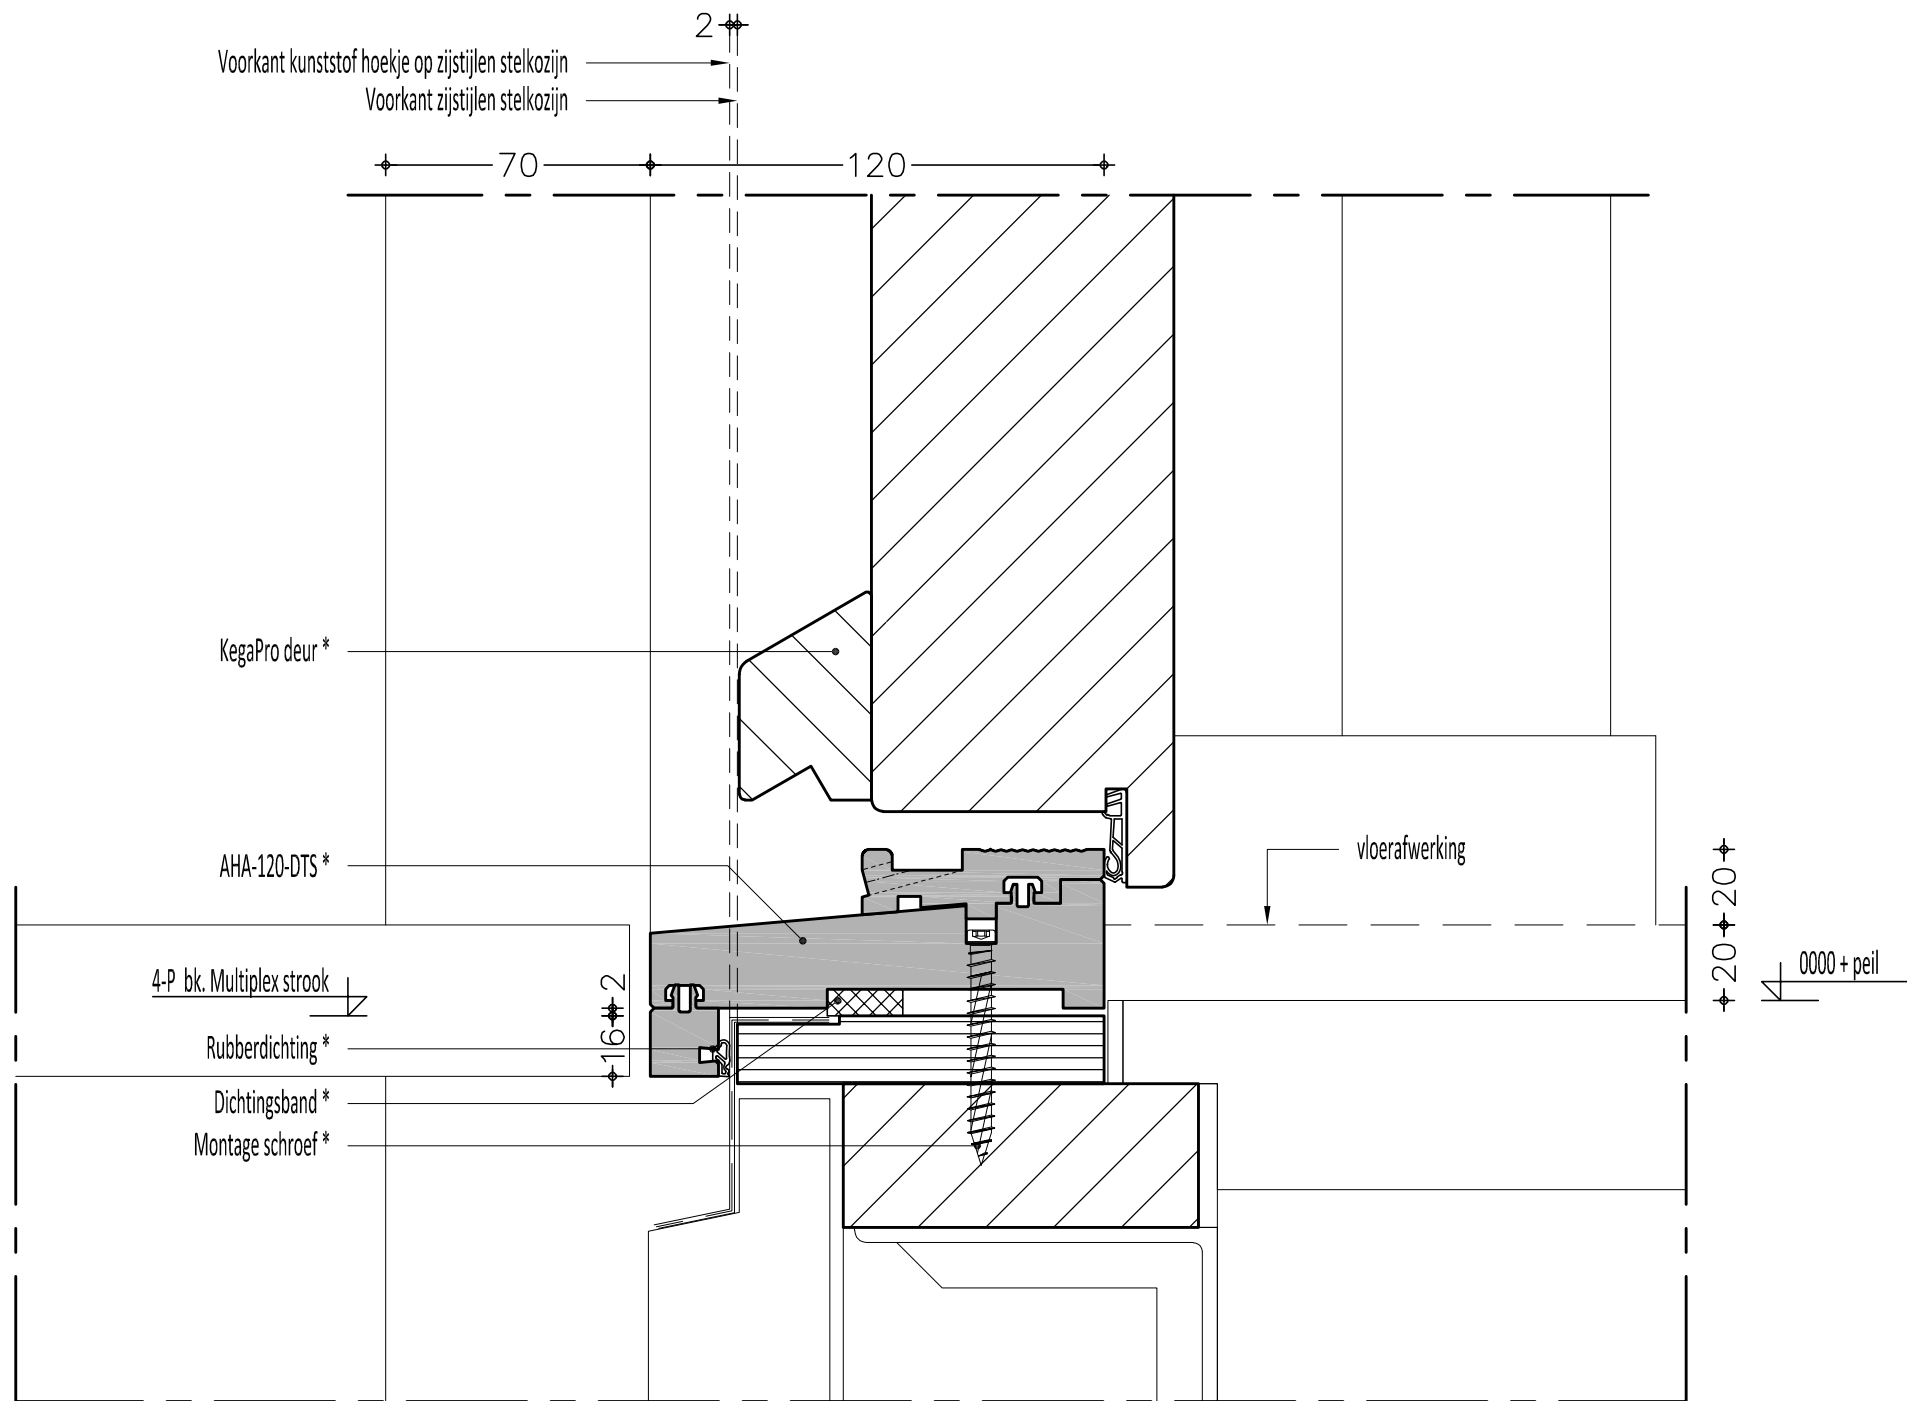 2
Voorkant kunststof hoekje op zijstijlen stelkozijn
Voorkant zijstijlen stelkozijn
70
120
KegaPro deur *
vloerafwerking
AHA-120-DTS *
20
20
0000 + peil
4-P bk. Multiplex strook
2
16
Rubberdichting *
Dichtingsband *
Montage schroef *